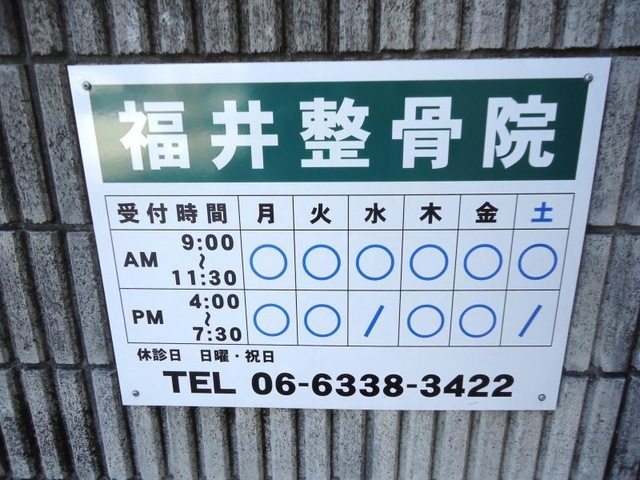 福井整骨院
受付時間 月 火 水 木 金 土
AM 9:00〜11:30 ○ ○ ○ ○ ○ ○
PM 4:00〜7:30 ○ ○ / ○ ○ /
休診日 日曜・祝日
TEL 06-6338-3422